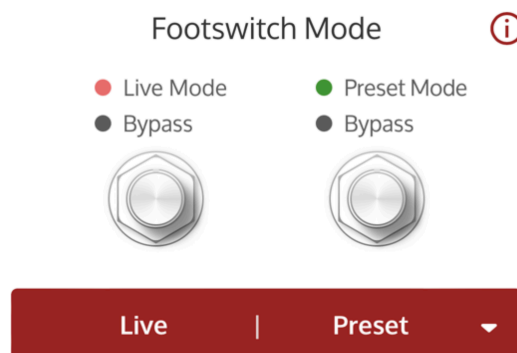 Footswitch Mode
Live Mode
Bypass
Preset Mode
Bypass
Live | Preset